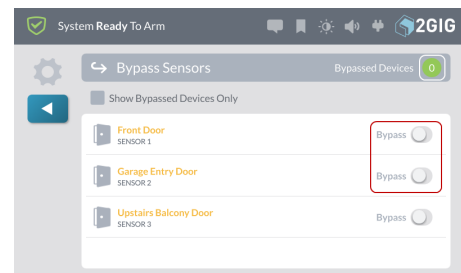 System Ready To Arm
2GIG
Bypass Sensors
Bypassed Devices 0
Show Bypassed Devices Only
Front Door
SENSOR 1
Bypass
Garage Entry Door
SENSOR 2
Bypass
Upstairs Balcony Door
SENSOR 3
Bypass